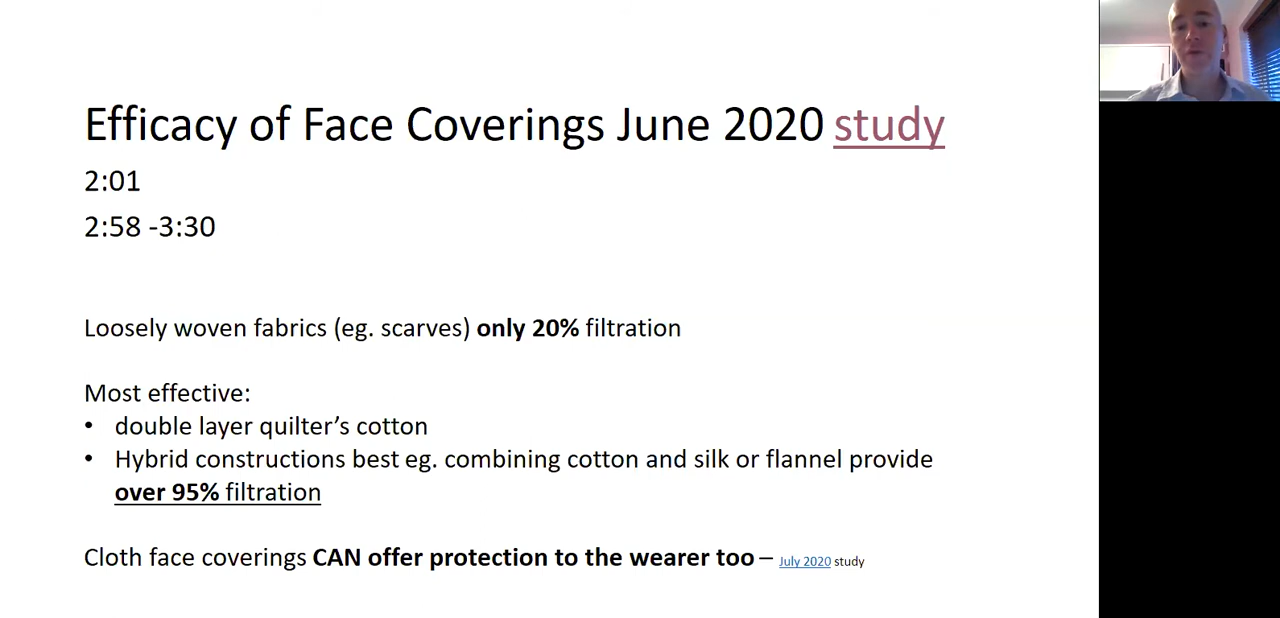 Efficacy of Face Coverings June 2020 study
2:01
2:58 -3:30
Loosely woven fabrics (eg. scarves) only 20% filtration
Most effective:
• double layer quilter’s cotton
• Hybrid constructions best eg. combining cotton and silk or flannel provide
over 95% filtration
Cloth face coverings CAN offer protection to the wearer too – July 2020 study